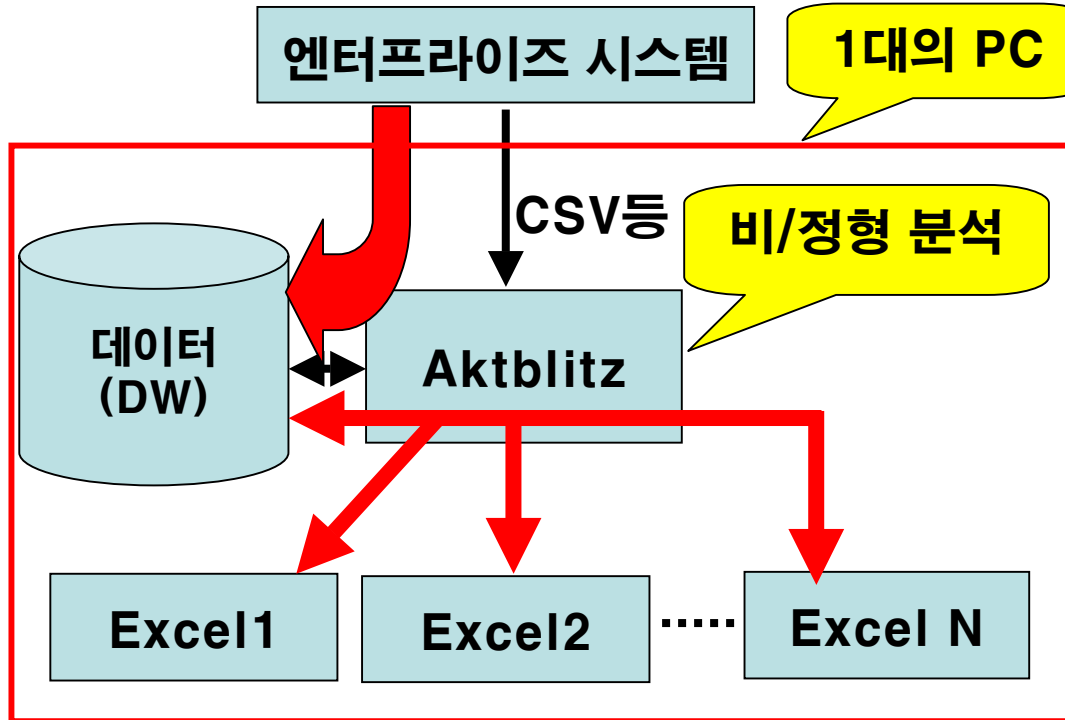 엔터프라이즈 시스템
1대의 PC
CSV등
비/정형 분석
데이터
(DW)
Aktblitz
Excel1
Excel2
Excel N